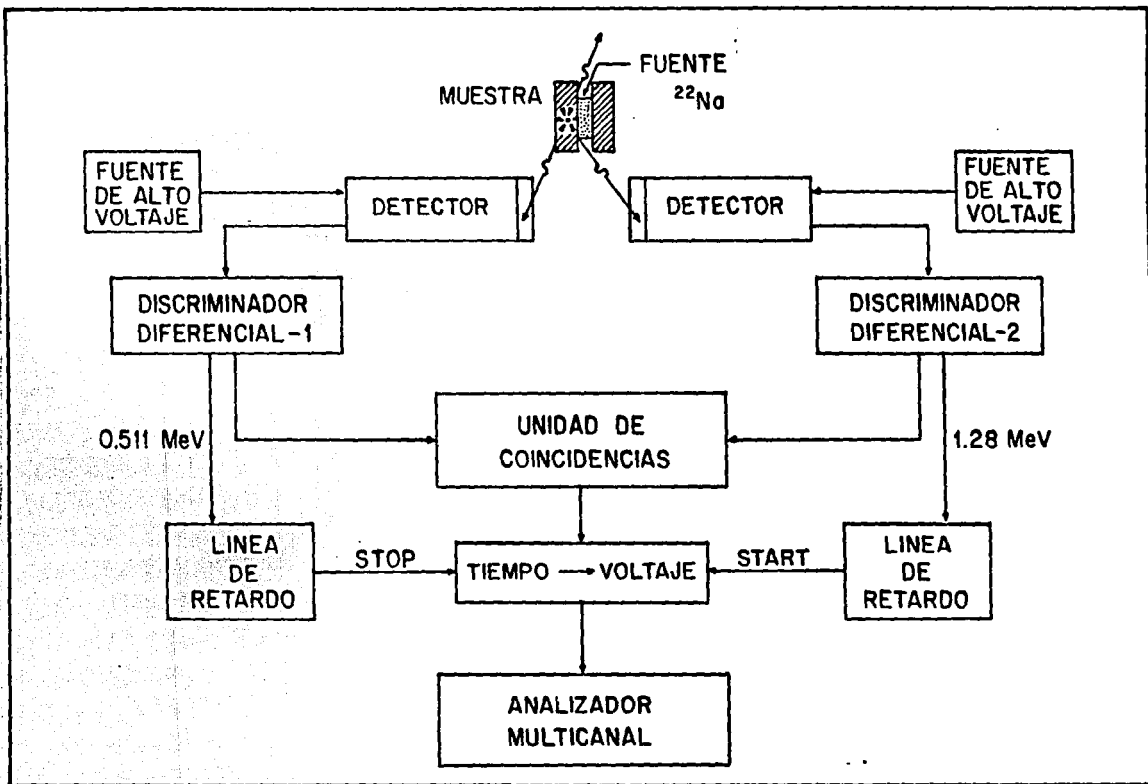 FUENTE
²²Na
MUESTRA
FUENTE
DE ALTO
VOLTAJE
DETECTOR
DETECTOR
FUENTE
DE ALTO
VOLTAJE
DISCRIMINADOR
DIFERENCIAL-1
DISCRIMINADOR
DIFERENCIAL-2
UNIDAD DE
COINCIDENCIAS
0.511 MeV
1.28 MeV
LINEA
DE
RETARDO
STOP
TIEMPO → VOLTAJE
START
LINEA
DE
RETARDO
ANALIZADOR
MULTICANAL